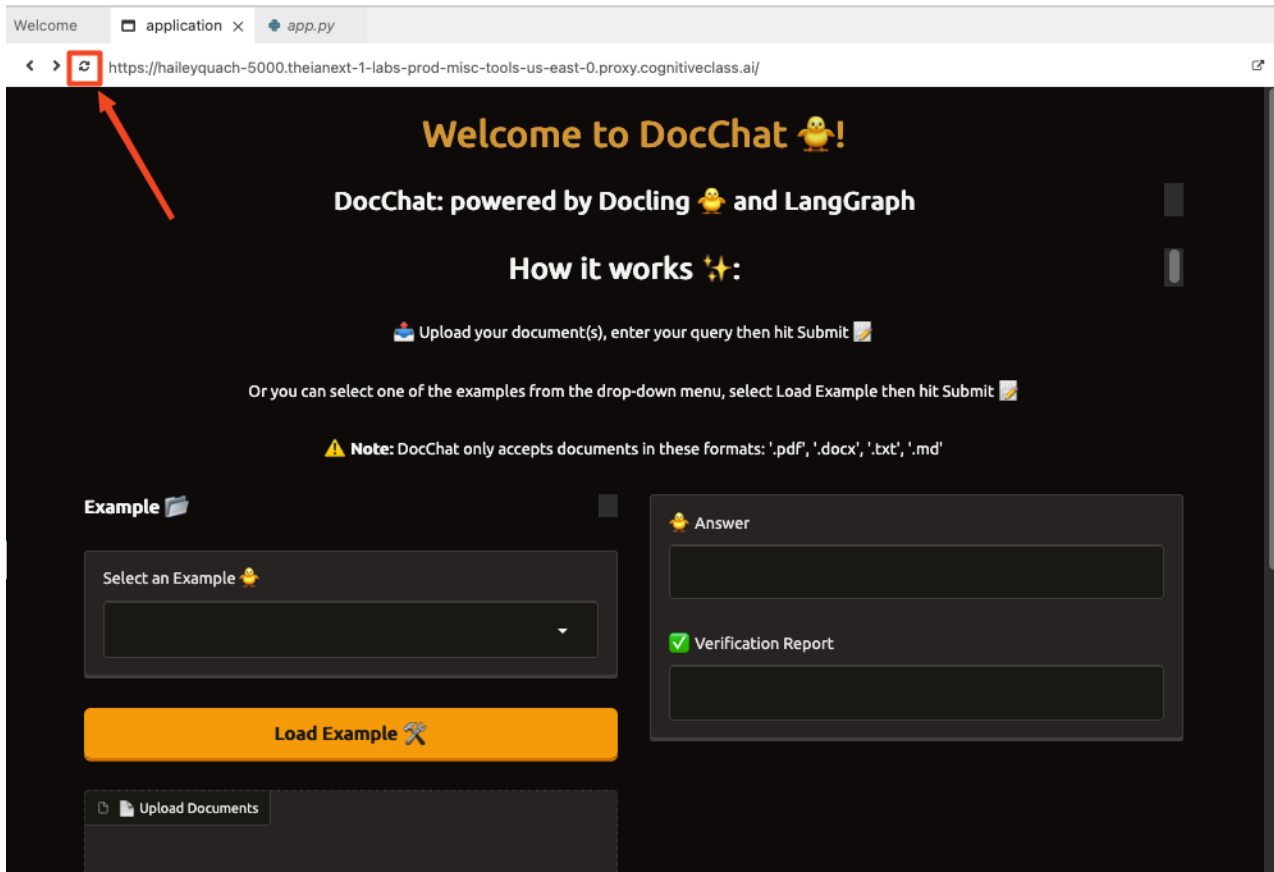 Welcome
application
app.py
https://haileyquach-5000.theianext-1-labs-prod-misc-tools-us-east-0.proxy.cognitiveclass.ai/
Welcome to DocChat 🐥!
DocChat: powered by Docling 🐥 and LangGraph
How it works ✨:
📤 Upload your document(s), enter your query then hit Submit 📝
Or you can select one of the examples from the drop-down menu, select Load Example then hit Submit 📝
⚠️ Note: DocChat only accepts documents in these formats: '.pdf', '.docx', '.txt', '.md'
Example 📂
Select an Example 🐥
Load Example 🛠️
📄 Upload Documents
🐥 Answer
✅ Verification Report